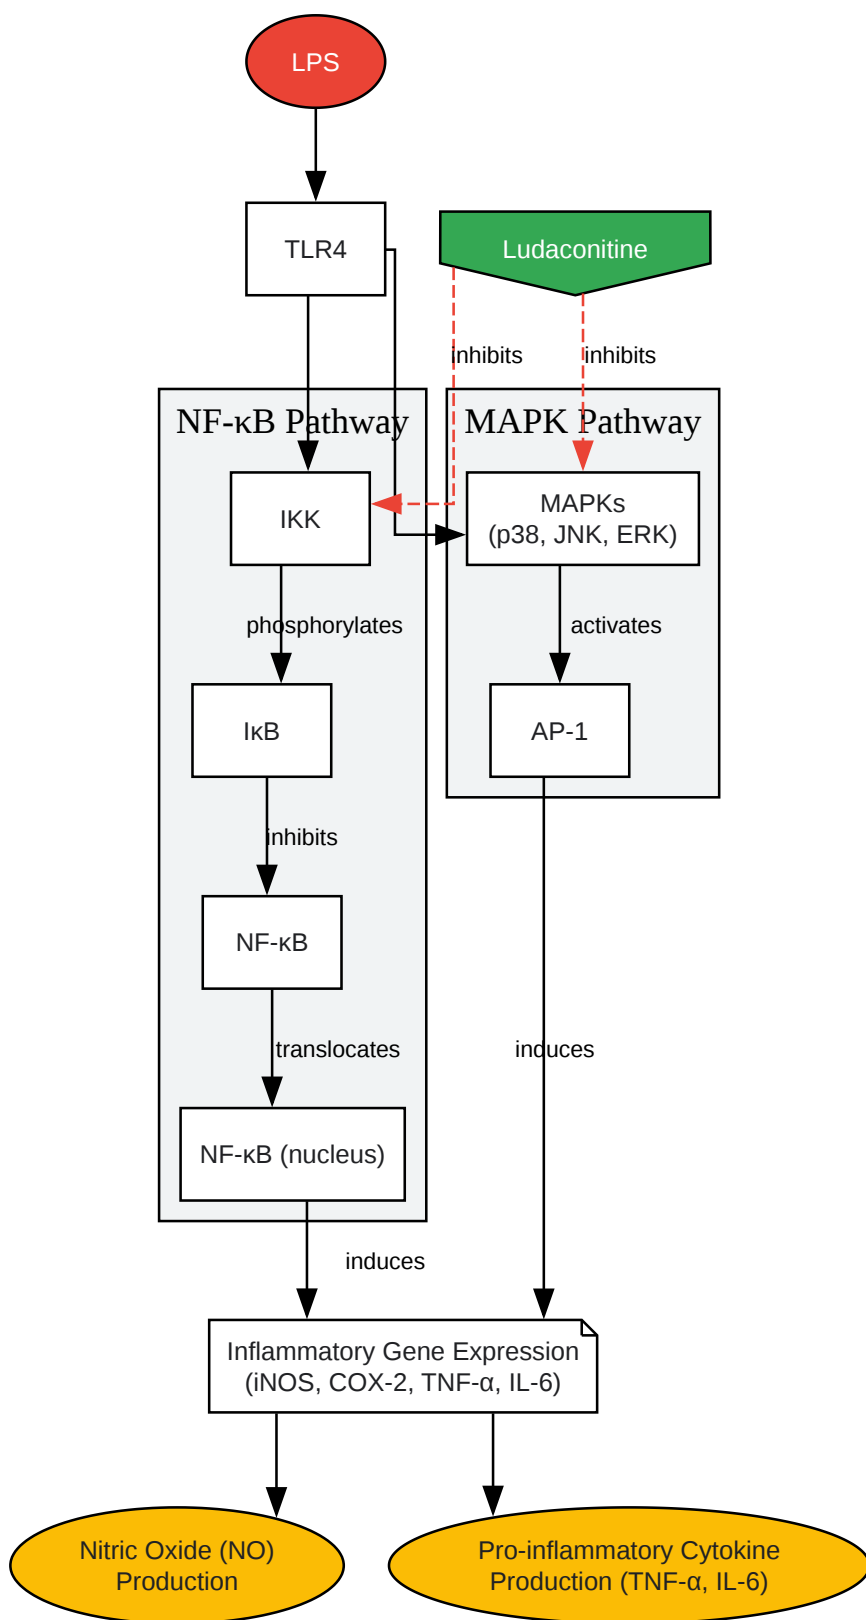 LPS
TLR4
Ludaconitine
inhibits
inhibits
NF-κB Pathway
MAPK Pathway
IKK
MAPKs
(p38, JNK, ERK)
phosphorylates
activates
IκB
AP-1
inhibits
NF-κB
translocates
induces
NF-κB (nucleus)
induces
Inflammatory Gene Expression
(iNOS, COX-2, TNF-α, IL-6)
Nitric Oxide (NO)
Production
Pro-inflammatory Cytokine
Production (TNF-α, IL-6)